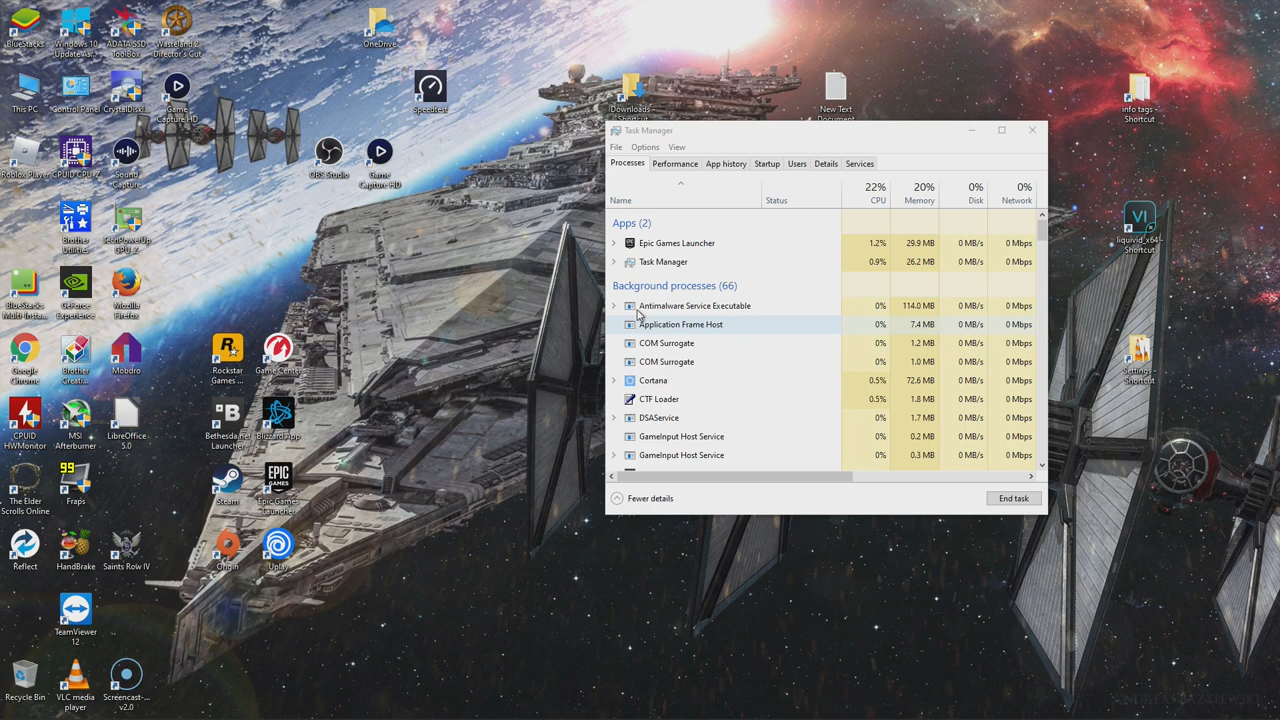 BlueStacks
Windows 10
Update As...
ADATA SSD
ToolBox
Wasteland 2
Director's Cut
OneDrive
This PC
Control Panel
CrystalDisk...
Game
Capture HD
Speedtest
Downloads -
Shortcut
New Text
Document
info tags -
Shortcut
Roblox Player
CPUID CPU-Z
Sound
Capture
OBS Studio
Game
Capture HD
Brother
Utilities
TechPowerUp
GPU-Z
VI
liquivid_x64 -
Shortcut
BlueStacks
Multi-Insta...
GeForce
Experience
Mozilla
Firefox
Google
Chrome
Brother
Creati...
Mobdro
Rockstar
Games ...
Game Center
Settings -
Shortcut
CPUID
HWMonitor
MSI
Afterburner
LibreOffice
5.0
Bethesda.net
Launcher
Blizzard App
The Elder
Scrolls Online
99
Fraps
Steam
EPIC
GAMES
Epic Games
Launcher
Reflect
HandBrake
Saints Row IV
Origin
Uplay
TeamViewer
12
Recycle Bin
VLC media
player
Screencast-...
v2.0
Task Manager
File Options View
Processes Performance App history Startup Users Details Services
22% 20% 0% 0%
Name Status CPU Memory Disk Network
Apps (2)
Epic Games Launcher 1.2% 29.9 MB 0 MB/s 0 Mbps
Task Manager 0.9% 26.2 MB 0 MB/s 0 Mbps
Background processes (66)
Antimalware Service Executable 0% 114.0 MB 0 MB/s 0 Mbps
Application Frame Host 0% 7.4 MB 0 MB/s 0 Mbps
COM Surrogate 0% 1.2 MB 0 MB/s 0 Mbps
COM Surrogate 0% 1.0 MB 0 MB/s 0 Mbps
Cortana 0.5% 72.6 MB 0 MB/s 0 Mbps
CTF Loader 0.5% 1.8 MB 0 MB/s 0 Mbps
DSAService 0% 1.7 MB 0 MB/s 0 Mbps
GameInput Host Service 0% 0.2 MB 0 MB/s 0 Mbps
GameInput Host Service 0% 0.3 MB 0 MB/s 0 Mbps
Fewer details End task